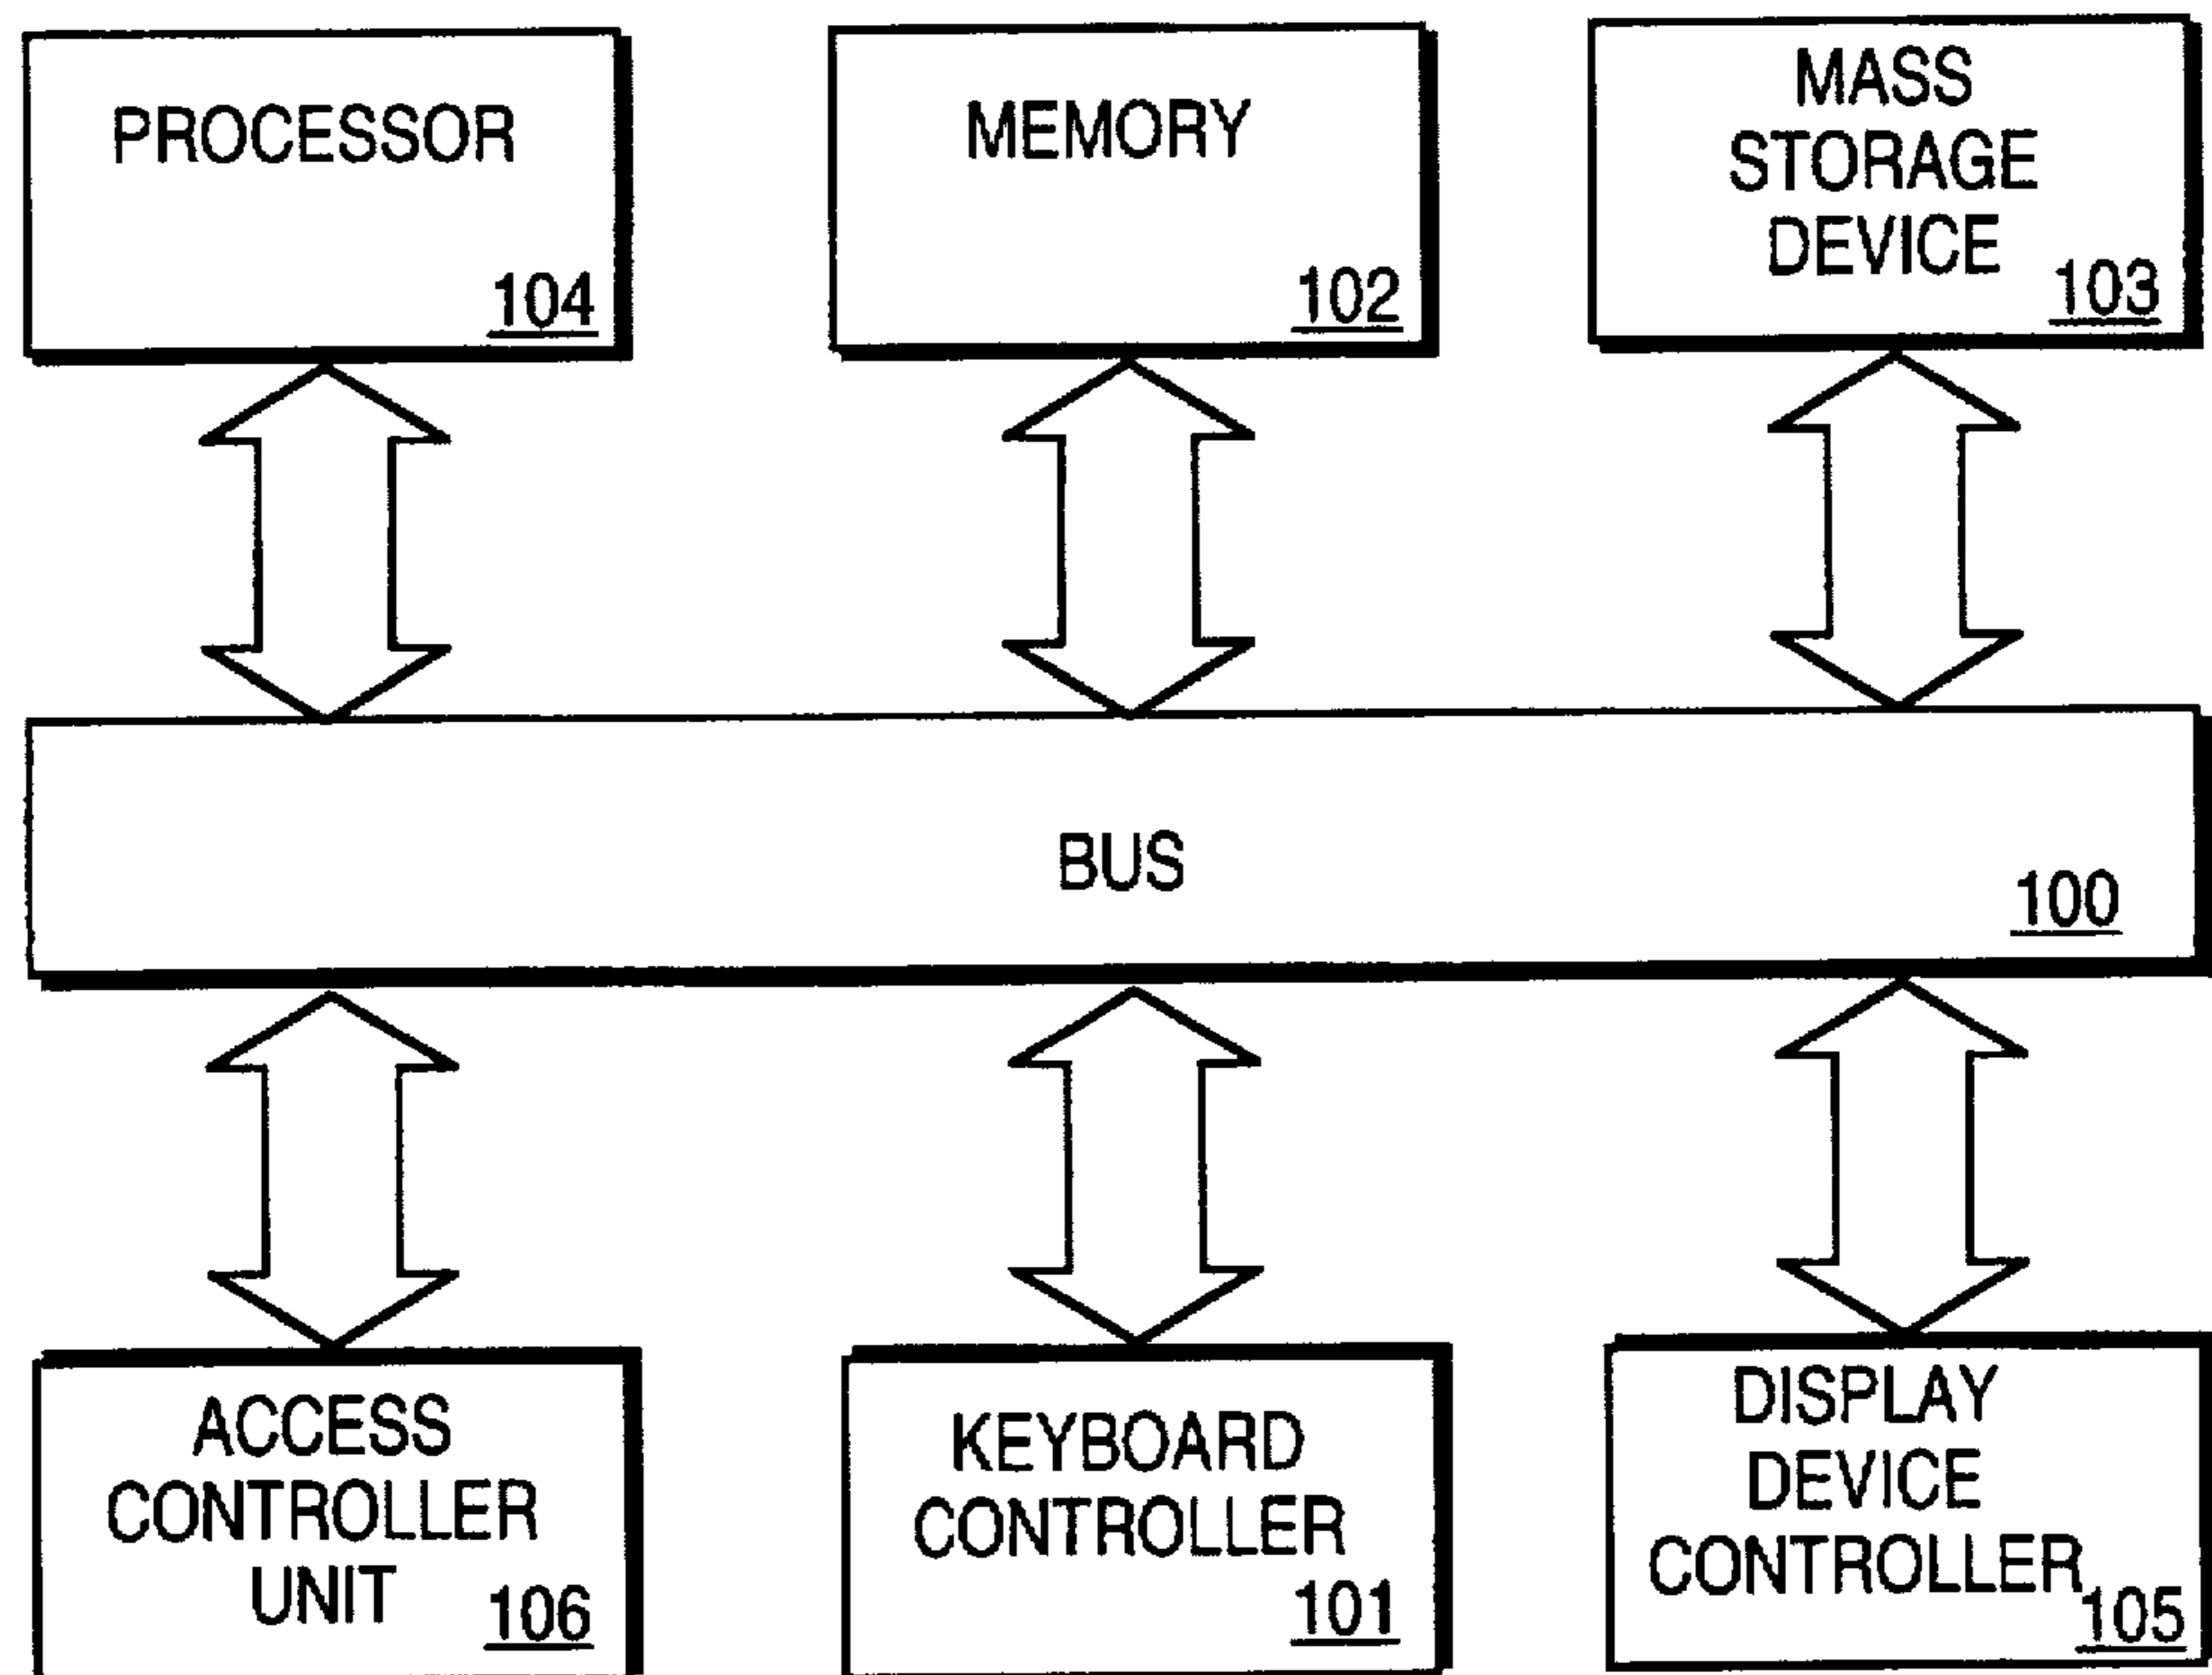 PROCESSOR
104
MEMORY
102
MASS
STORAGE
DEVICE
103
BUS
100
ACCESS
CONTROLLER
UNIT
106
KEYBOARD
CONTROLLER
101
DISPLAY
DEVICE
CONTROLLER
105